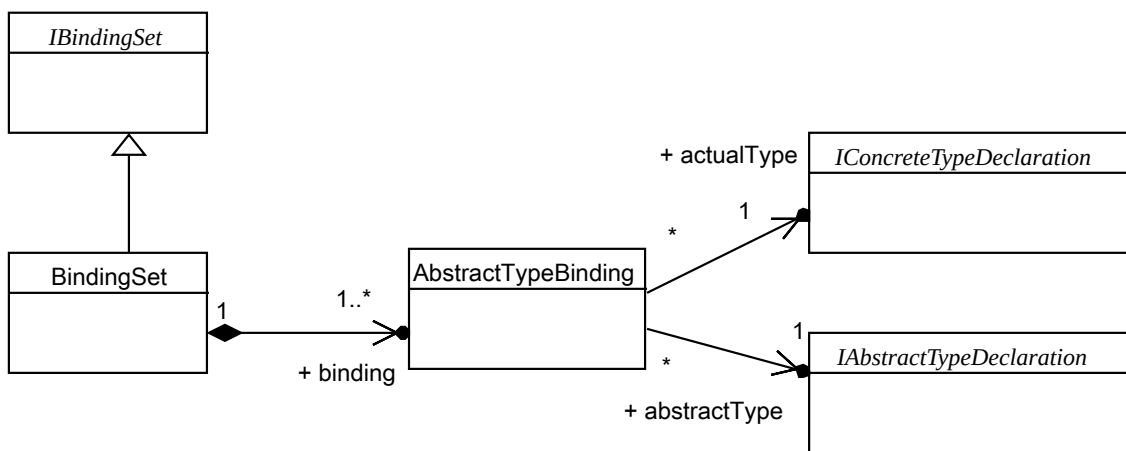 IBindingSet
+ actualType
IConcreteTypeDeclaration
1
*
BindingSet
AbstractTypeBinding
1
1..*
+ binding
1
*
IAbstractTypeDeclaration
+ abstractType